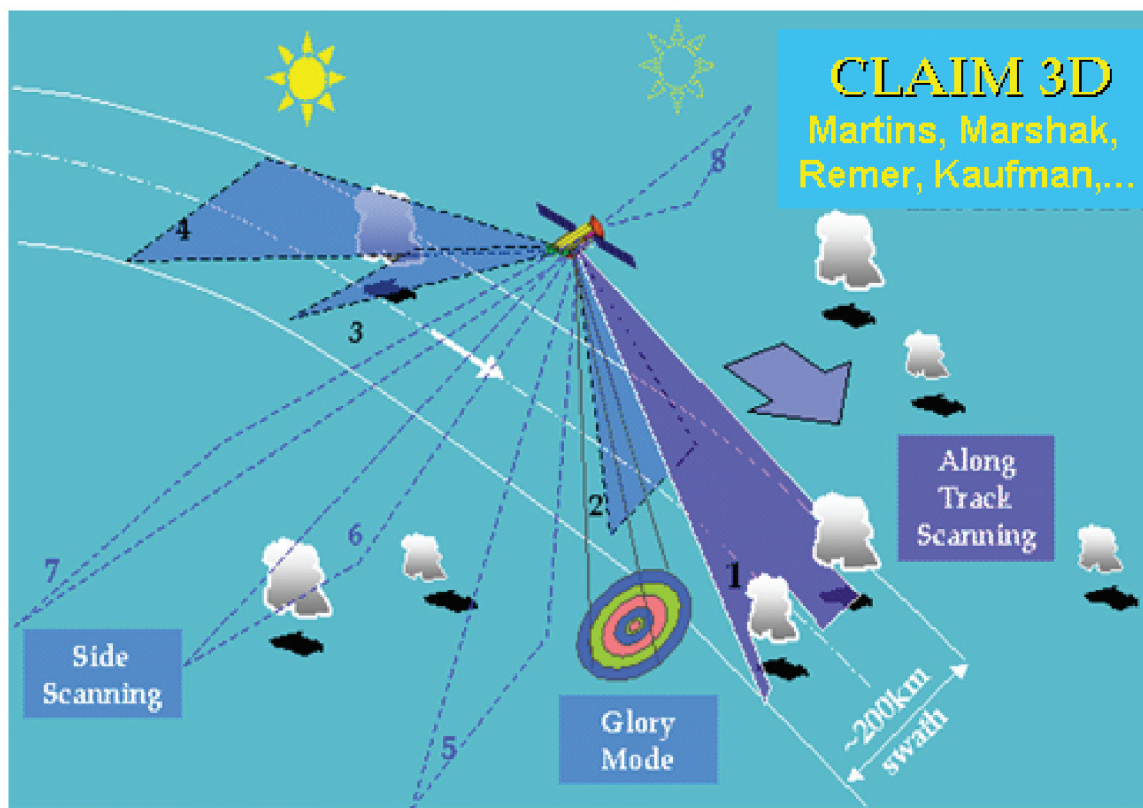 CLAIM 3D
Martins, Marshak,
Remer, Kaufman,...
8
4
3
2
1
7
6
5
Along
Track
Scanning
Side
Scanning
Glory
Mode
~200km
swath